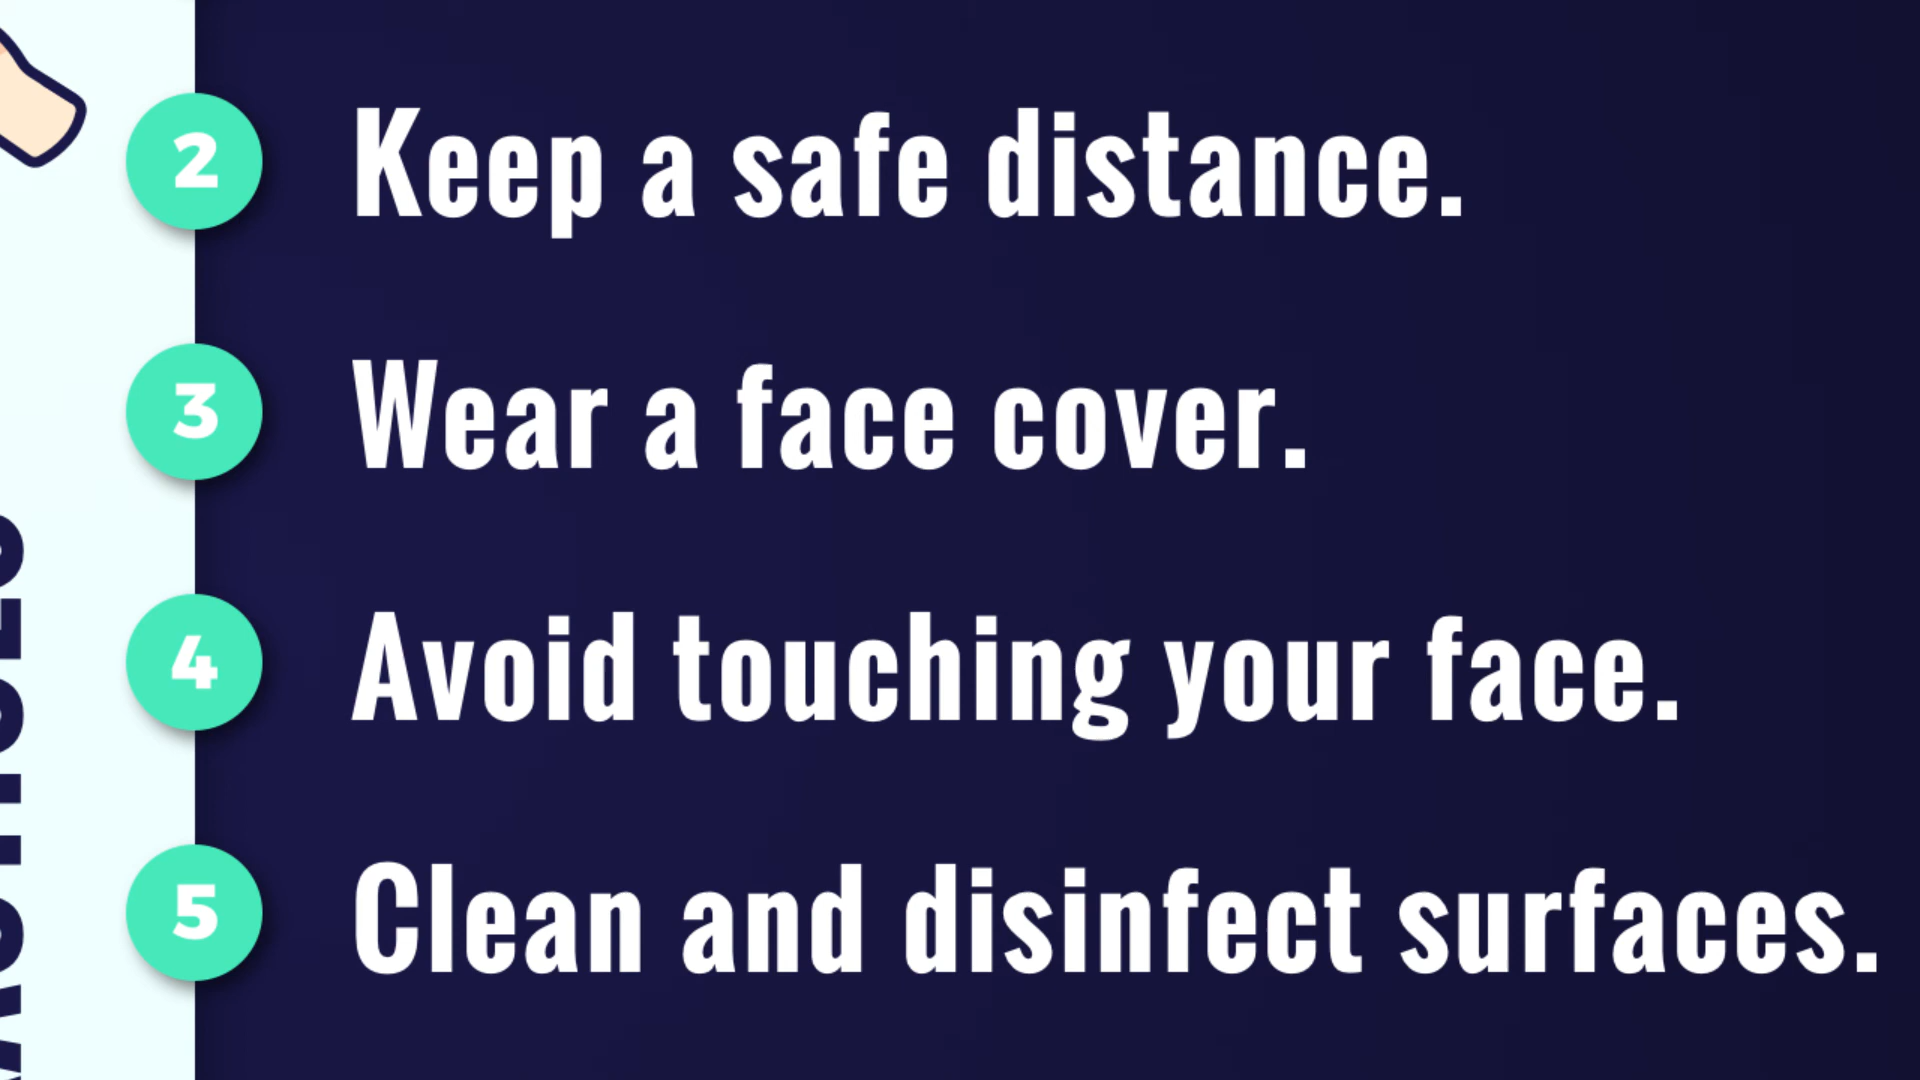 2 Keep a safe distance.
3 Wear a face cover.
4 Avoid touching your face.
5 Clean and disinfect surfaces.